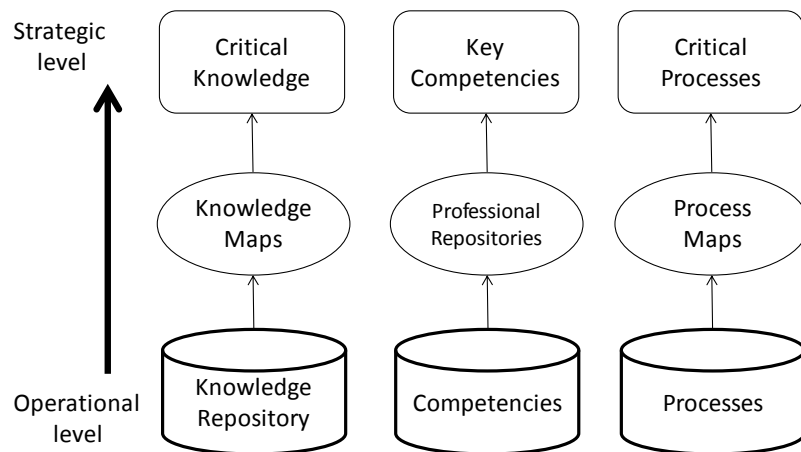 Strategic
level
Critical
Knowledge
Key
Competencies
Critical
Processes
Knowledge
Maps
Professional
Repositories
Process
Maps
Operational
level
Knowledge
Repository
Competencies
Processes